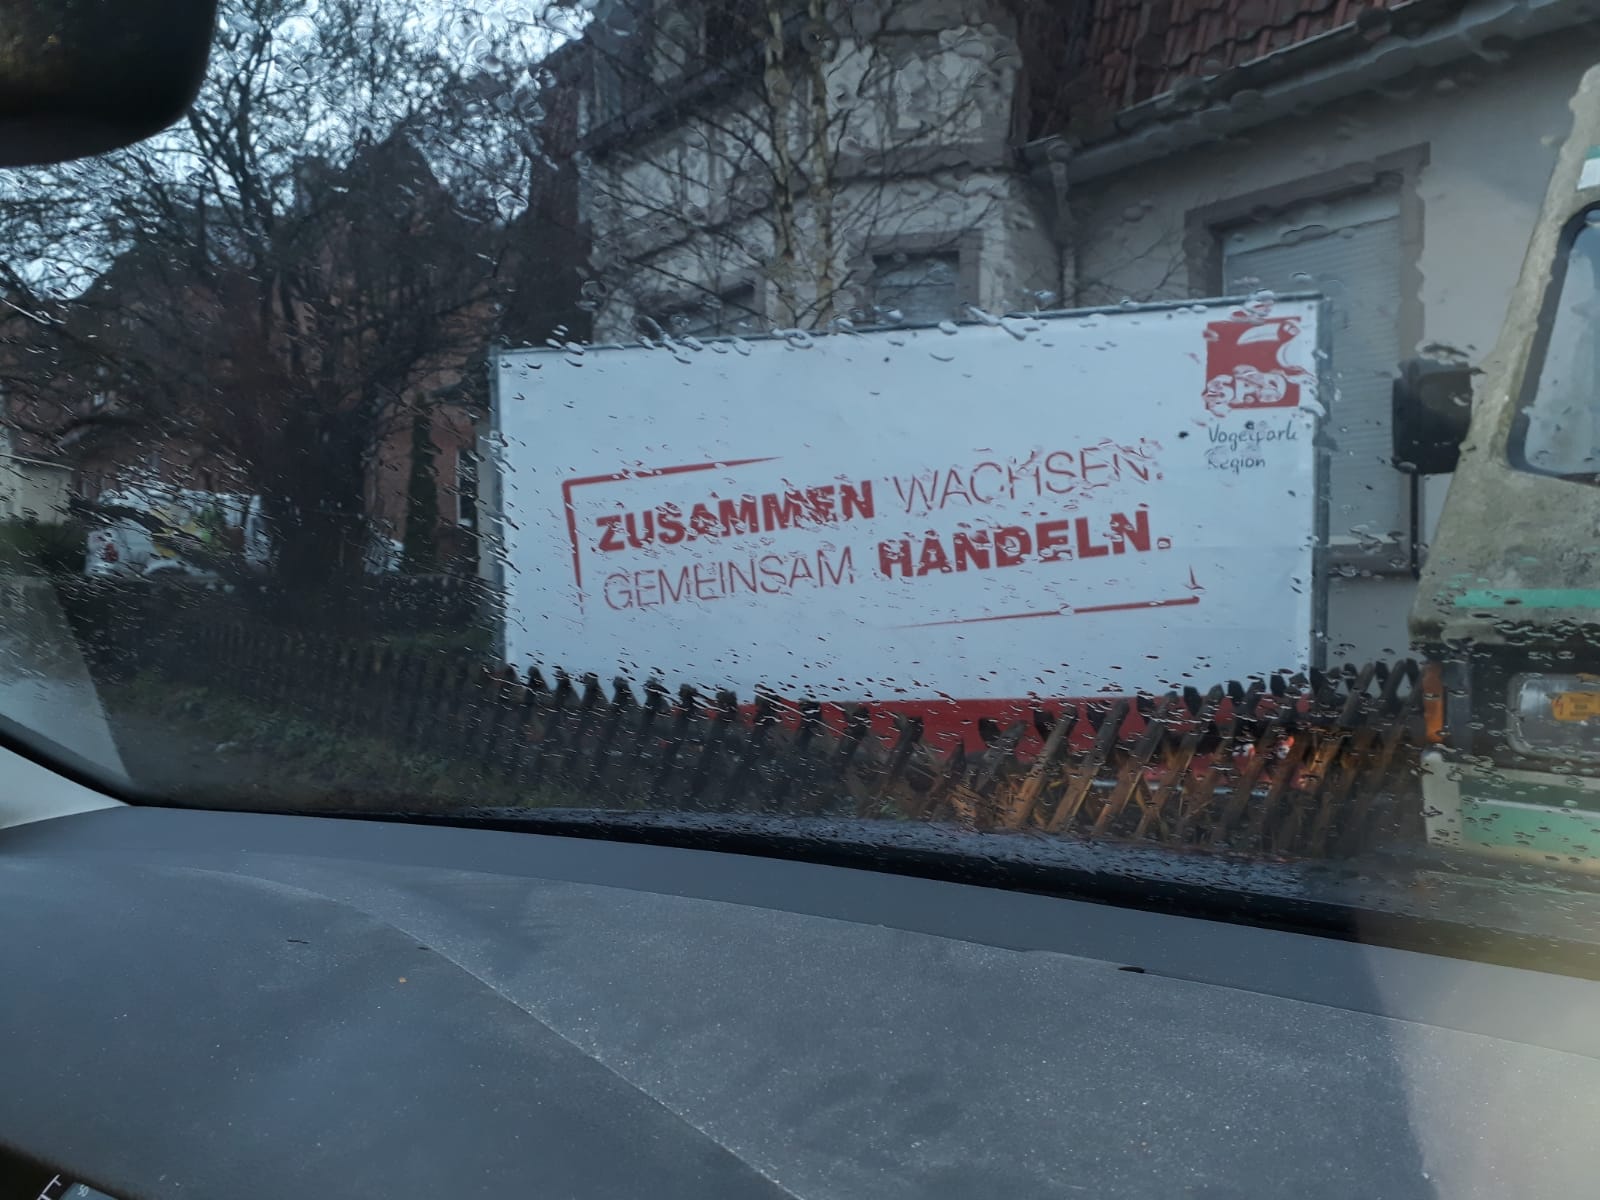 SPD
Vogelpark
Region
ZUSAMMEN WACHSEN.
GEMEINSAM HANDELN.